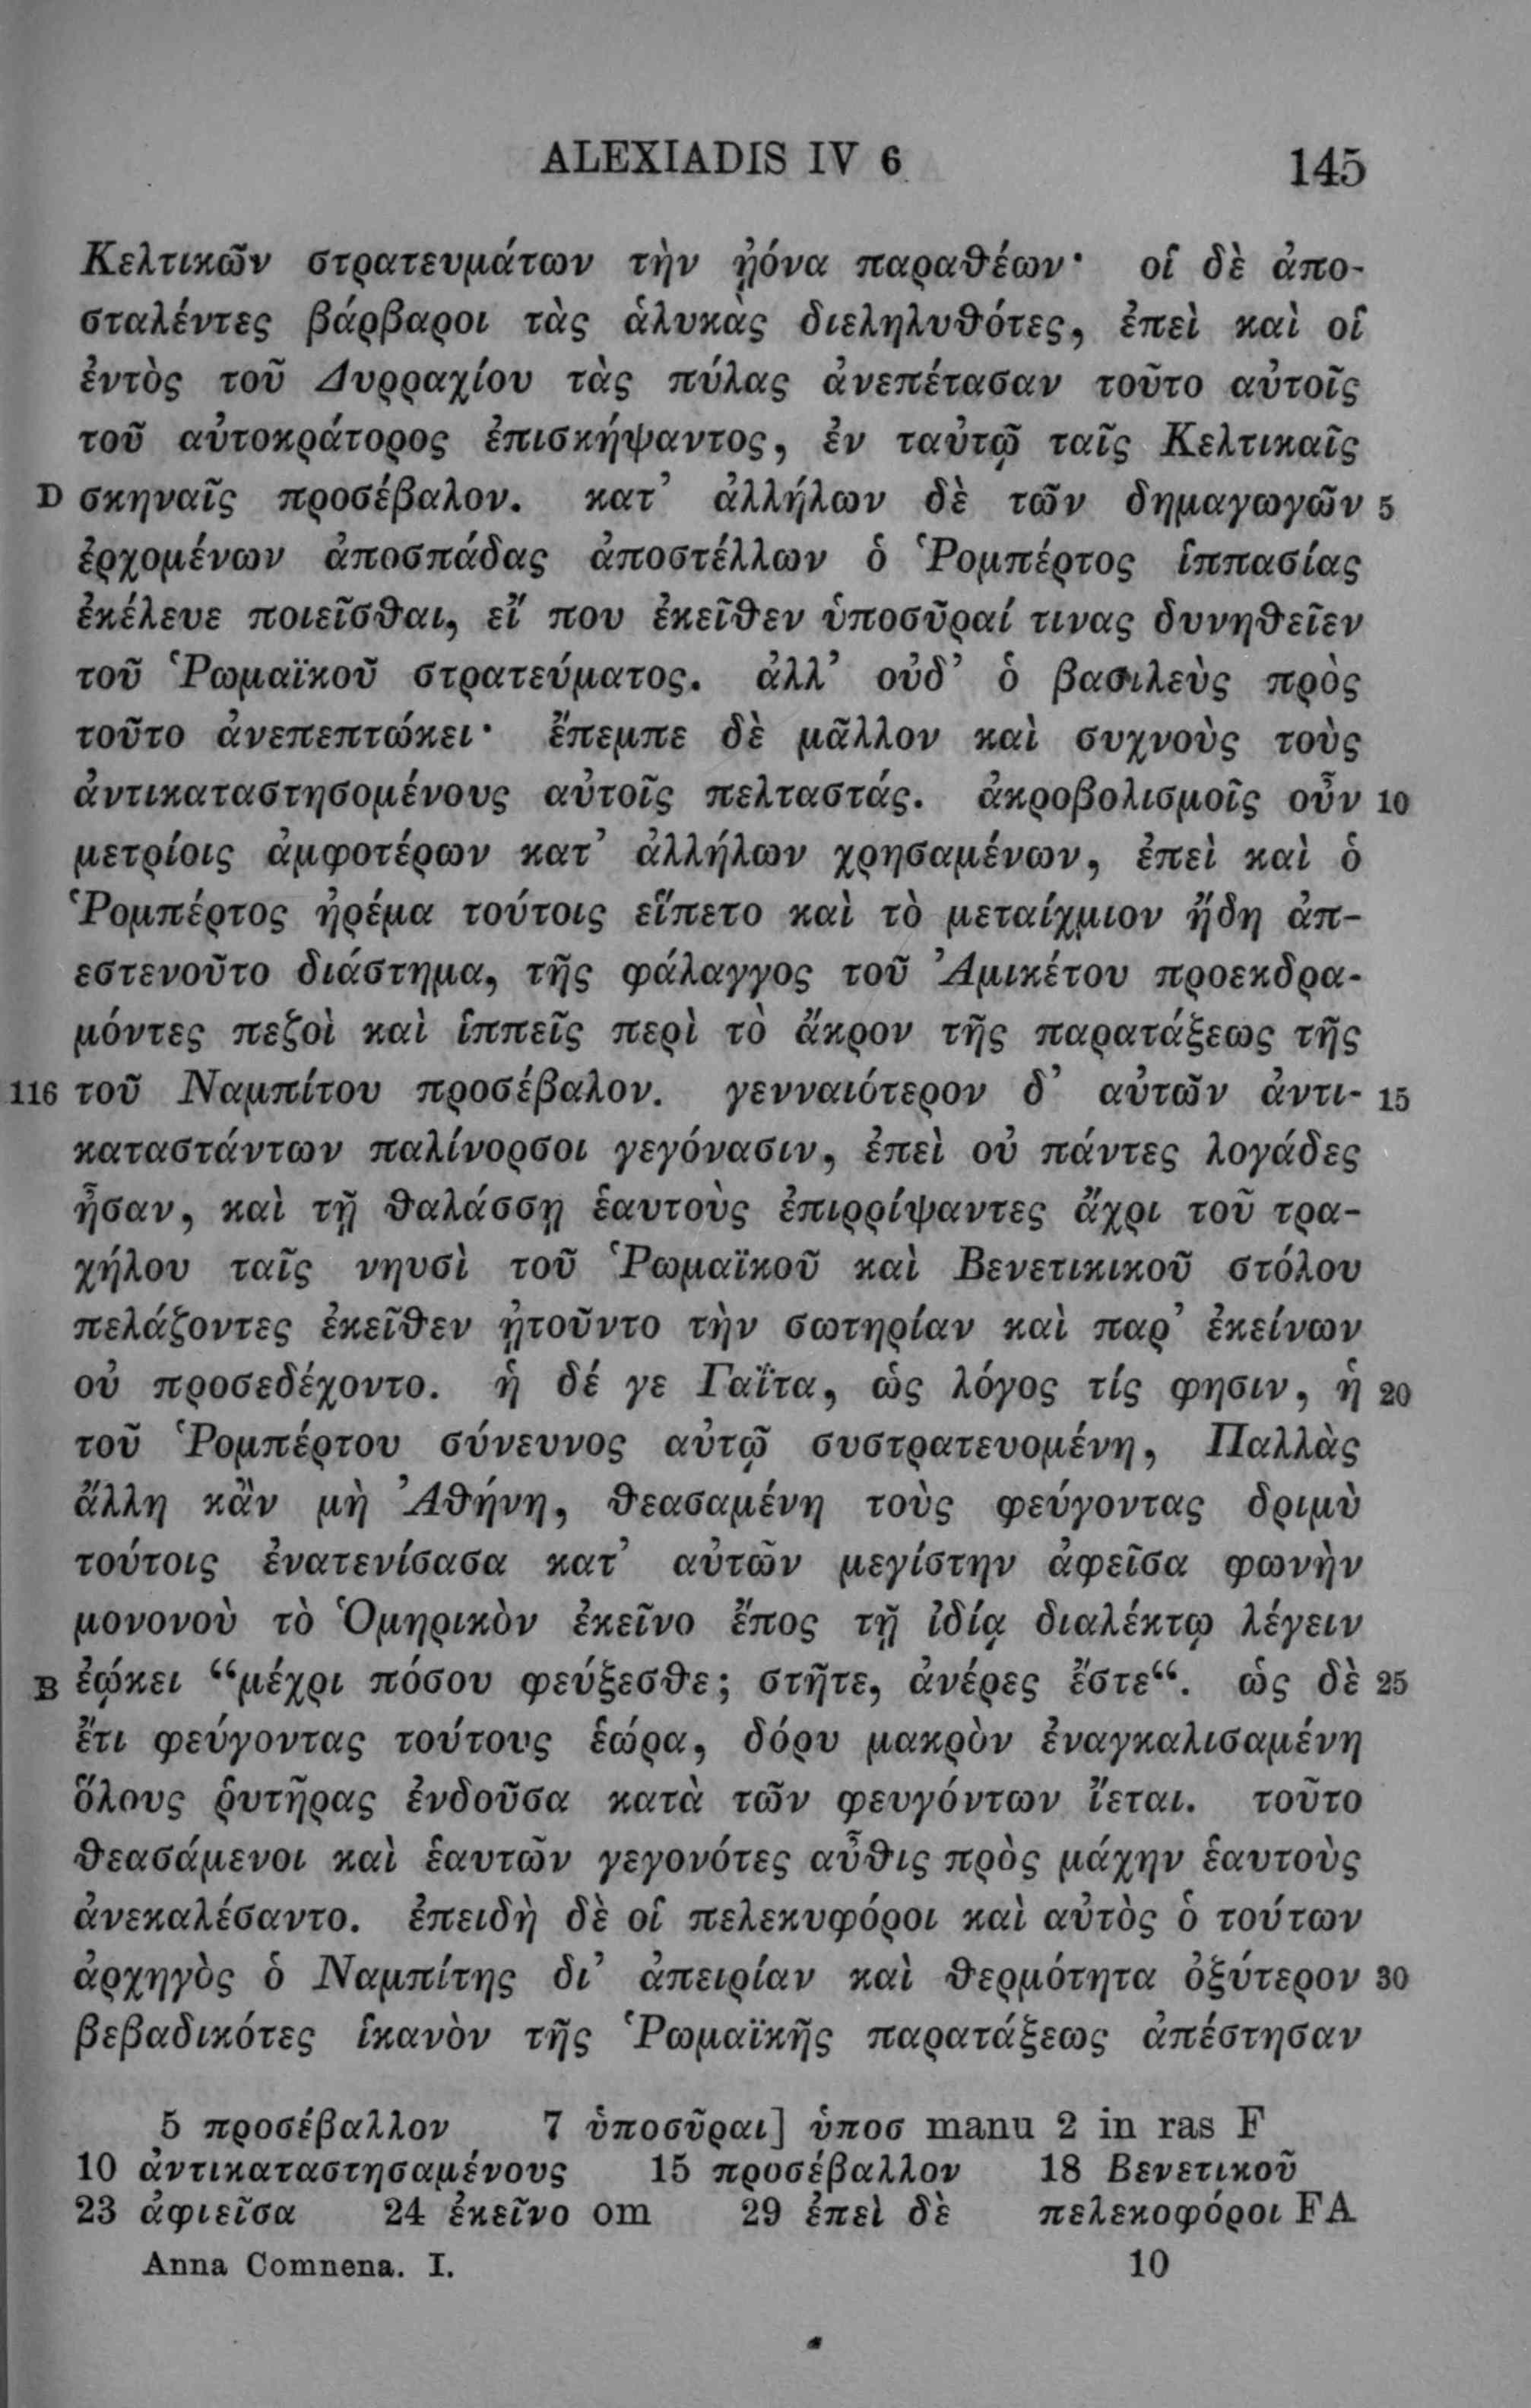 ALEXIADIS IV 6 145
Κελτικῶν στρατευμάτων τὴν ᾐόνα παραθέων· οἱ δὲ ἀπο-
σταλέντες βάρβαροι τὰς ἁλυκὰς διεληλυθότες, ἐπεὶ καὶ οἱ
ἐντὸς τοῦ Δυρραχίου τὰς πύλας ἀνεπέτασαν τοῦτο αὐτοῖς
τοῦ αὐτοκράτορος ἐπισκήψαντος, ἐν ταὐτῷ ταῖς Κελτικαῖς
D σκηναῖς προσέβαλον. κατ’ ἀλλήλων δὲ τῶν δημαγωγῶν 5
ἐρχομένων ἀποσπάδας ἀποστέλλων ὁ Ῥομπέρτος ἱππασίας
ἐκέλευε ποιεῖσθαι, εἴ που ἐκεῖθεν ὑποσῦραί τινας δυνηθεῖεν
τοῦ Ῥωμαϊκοῦ στρατεύματος. ἀλλ’ οὐδ’ ὁ βασιλεὺς πρὸς
τοῦτο ἀνεπεπτώκει· ἔπεμπε δὲ μᾶλλον καὶ συχνοὺς τοὺς
ἀντικαταστησομένους αὐτοῖς πελταστάς. ἀκροβολισμοῖς οὖν 10
μετρίοις ἀμφοτέρων κατ’ ἀλλήλων χρησαμένων, ἐπεὶ καὶ ὁ
Ῥομπέρτος ἠρέμα τούτοις εἵπετο καὶ τὸ μεταίχμιον ἤδη ἀπ-
εστενοῦτο διάστημα, τῆς φάλαγγος τοῦ Ἀμικέτου προεκδρα-
μόντες πεζοὶ καὶ ἱππεῖς περὶ τὸ ἄκρον τῆς παρατάξεως τῆς
116 τοῦ Ναμπίτου προσέβαλον. γενναιότερον δ’ αὐτῶν ἀντι- 15
καταστάντων παλίνορσοι γεγόνασιν, ἐπεὶ οὐ πάντες λογάδες
ἦσαν, καὶ τῇ θαλάσσῃ ἑαυτοὺς ἐπιρρίψαντες ἄχρι τοῦ τρα-
χήλου ταῖς νηυσὶ τοῦ Ῥωμαϊκοῦ καὶ Βενετικικοῦ στόλου
πελάζοντες ἐκεῖθεν ᾐτοῦντο τὴν σωτηρίαν καὶ παρ’ ἐκείνων
οὐ προσεδέχοντο. ἡ δέ γε Γαΐτα, ὡς λόγος τίς φησιν, ἡ 20
τοῦ Ῥομπέρτου σύνευνος αὐτῷ συστρατευομένη, Παλλὰς
ἄλλη κἂν μὴ Ἀθήνη, θεασαμένη τοὺς φεύγοντας δριμὺ
τούτοις ἐνατενίσασα κατ’ αὐτῶν μεγίστην ἀφεῖσα φωνὴν
μονονοὺ τὸ Ὁμηρικὸν ἐκεῖνο ἔπος τῇ ἰδίᾳ διαλέκτῳ λέγειν
B ἐῴκει “μέχρι πόσου φεύξεσθε; στῆτε, ἀνέρες ἔστε“. ὡς δὲ 25
ἔτι φεύγοντας τούτους ἑώρα, δόρυ μακρὸν ἐναγκαλισαμένη
ὅλους ῥυτῆρας ἐνδοῦσα κατὰ τῶν φευγόντων ἵεται. τοῦτο
θεασάμενοι καὶ ἑαυτῶν γεγονότες αὖθις πρὸς μάχην ἑαυτοὺς
ἀνεκαλέσαντο. ἐπειδὴ δὲ οἱ πελεκυφόροι καὶ αὐτὸς ὁ τούτων
ἀρχηγὸς ὁ Ναμπίτης δι’ ἀπειρίαν καὶ θερμότητα ὀξύτερον 30
βεβαδικότες ἱκανὸν τῆς Ῥωμαϊκῆς παρατάξεως ἀπέστησαν
5 προσέβαλλον 7 ὑποσῦραι] ὑποσ manu 2 in ras F
10 ἀντικαταστησαμένους 15 προσέβαλλον 18 Βενετικοῦ
23 ἀφιεῖσα 24 ἐκεῖνο om 29 ἐπεὶ δὲ πελεκοφόροι FA
Anna Comnena. I. 10